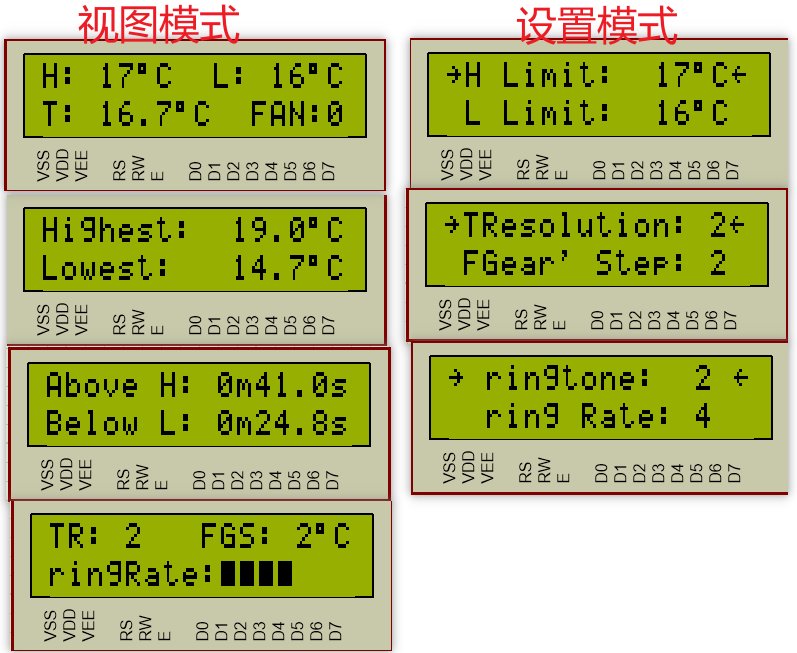 视图模式
H: 17°C L: 16°C
T: 16.7°C FAN:0
VSS VDD VEE RS RW E D0 D1 D2 D3 D4 D5 D6 D7
Highest: 19.0°C
Lowest: 14.7°C
VSS VDD VEE RS RW E D0 D1 D2 D3 D4 D5 D6 D7
Above H: 0m41.0s
Below L: 0m24.8s
VSS VDD VEE RS RW E D0 D1 D2 D3 D4 D5 D6 D7
TR: 2 FGS: 2°C
ringRate:████
VSS VDD VEE RS RW E D0 D1 D2 D3 D4 D5 D6 D7
设置模式
→H Limit: 17°C←
L Limit: 16°C
VSS VDD VEE RS RW E D0 D1 D2 D3 D4 D5 D6 D7
→TResolution: 2←
FGear' Step: 2
VSS VDD VEE RS RW E D0 D1 D2 D3 D4 D5 D6 D7
→ ringtone: 2 ←
ring Rate: 4
VSS VDD VEE RS RW E D0 D1 D2 D3 D4 D5 D6 D7